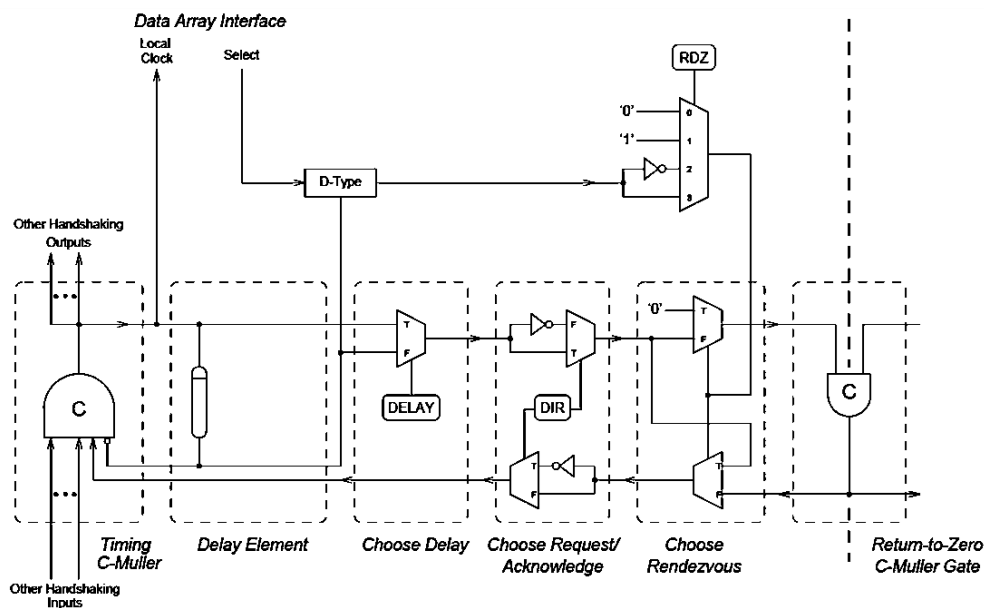 Data Array Interface
Local
Clock
Select
RDZ
'0'
0
'1'
1
2
3
D-Type
Other Handshaking
Outputs
'0'
T
F
T
F
F
T
C
C
DELAY
DIR
T
F
T
F
Timing
C-Muller
Delay Element
Choose Delay
Choose Request/
Acknowledge
Choose
Rendezvous
Return-to-Zero
C-Muller Gate
Other Handshaking
Inputs